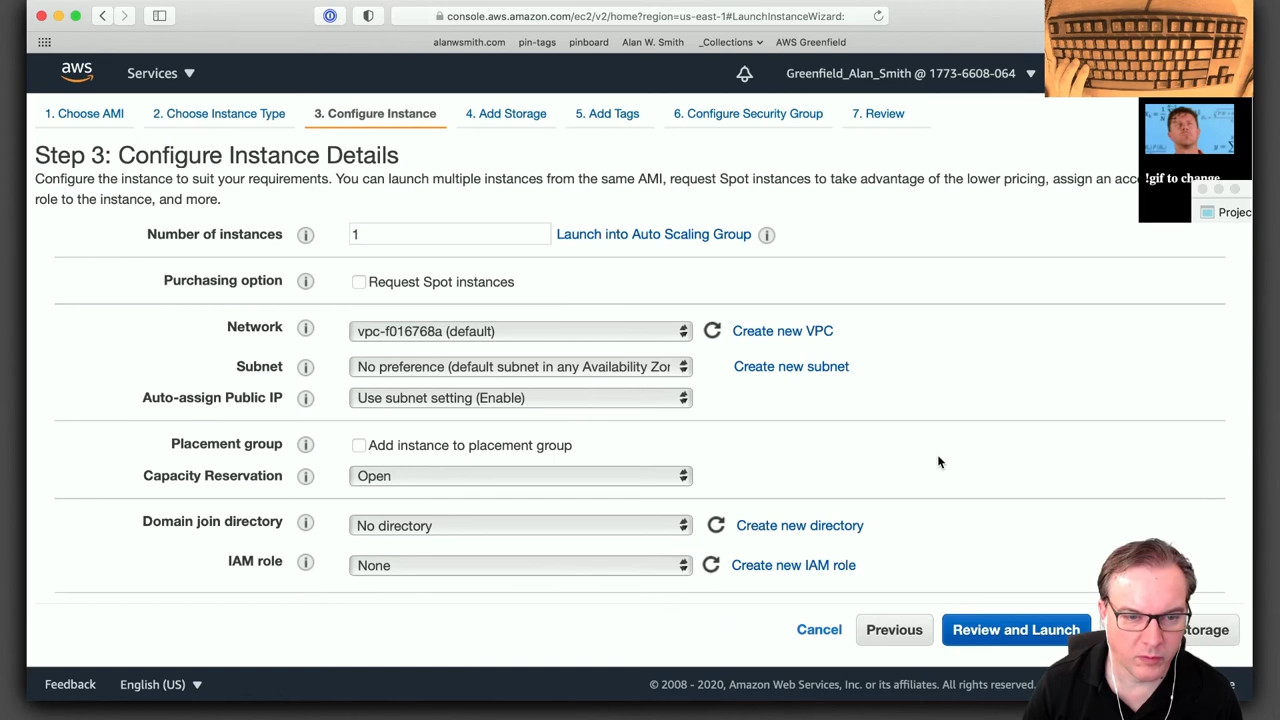 console.aws.amazon.com/ec2/v2/home?region=us-east-1#LaunchInstanceWizard:
alanwsmith.com pin-tags pinboard Alan W. Smith _Collections AWS Greenfield
aws Services Greenfield_Alan_Smith @ 1773-6608-064
1. Choose AMI 2. Choose Instance Type 3. Configure Instance 4. Add Storage 5. Add Tags 6. Configure Security Group 7. Review
Step 3: Configure Instance Details
Configure the instance to suit your requirements. You can launch multiple instances from the same AMI, request Spot instances to take advantage of the lower pricing, assign an
role to the instance, and more.
!gif to change
Projec
Number of instances 1 Launch into Auto Scaling Group
Purchasing option Request Spot instances
Network vpc-f016768a (default) Create new VPC
Subnet No preference (default subnet in any Availability Zor Create new subnet
Auto-assign Public IP Use subnet setting (Enable)
Placement group Add instance to placement group
Capacity Reservation Open
Domain join directory No directory Create new directory
IAM role None Create new IAM role
Cancel Previous Review and Launch torage
Feedback English (US) © 2008 - 2020, Amazon Web Services, Inc. or its affiliates. All rights reserved.